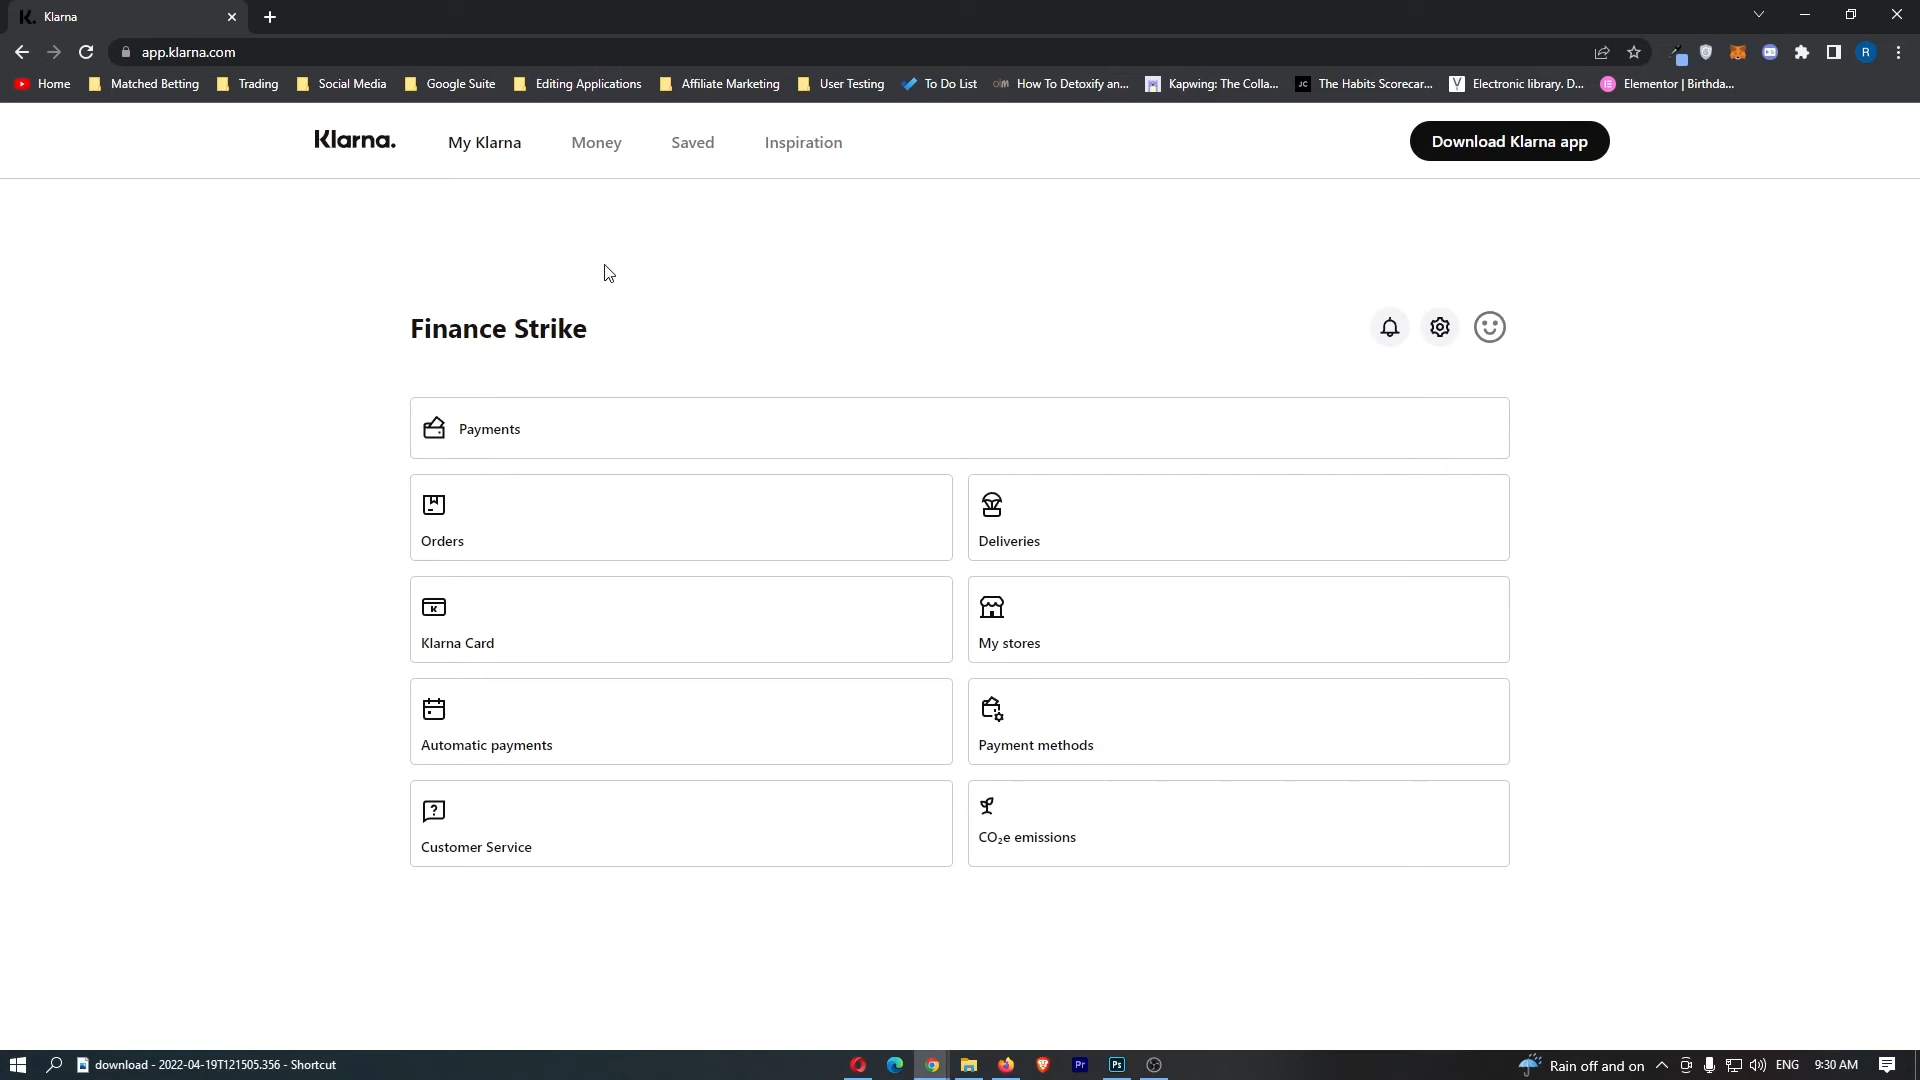 Klarna
app.klarna.com
R
Home Matched Betting Trading Social Media Google Suite Editing Applications Affiliate Marketing User Testing To Do List How To Detoxify an... Kapwing: The Colla... JC The Habits Scorecar... Electronic library. D... Elementor | Birthda...
Klarna. My Klarna Money Saved Inspiration Download Klarna app
Finance Strike
Payments
Orders Deliveries
Klarna Card My stores
Automatic payments Payment methods
Customer Service CO₂e emissions
download - 2022-04-19T121505.356 - Shortcut Pr Ps Rain off and on ENG 9:30 AM